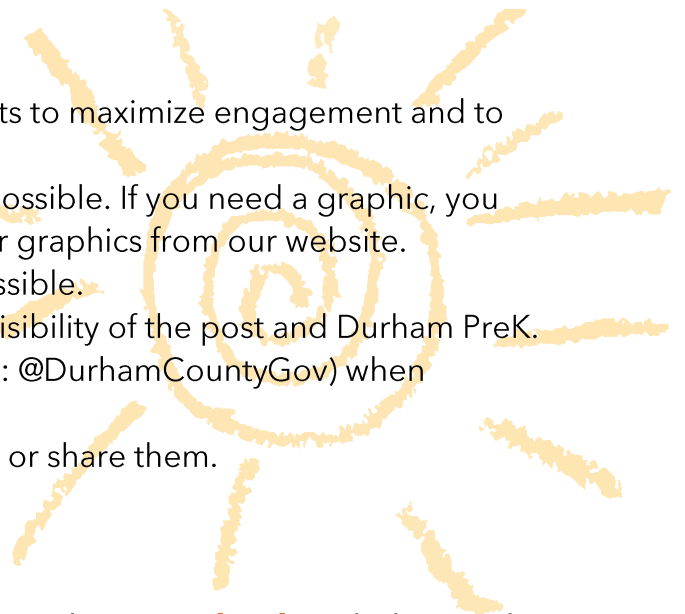 ts to maximize engagement and to
ossible. If you need a graphic, you
r graphics from our website.
ssible.
isibility of the post and Durham PreK.
: @DurhamCountyGov) when
or share them.